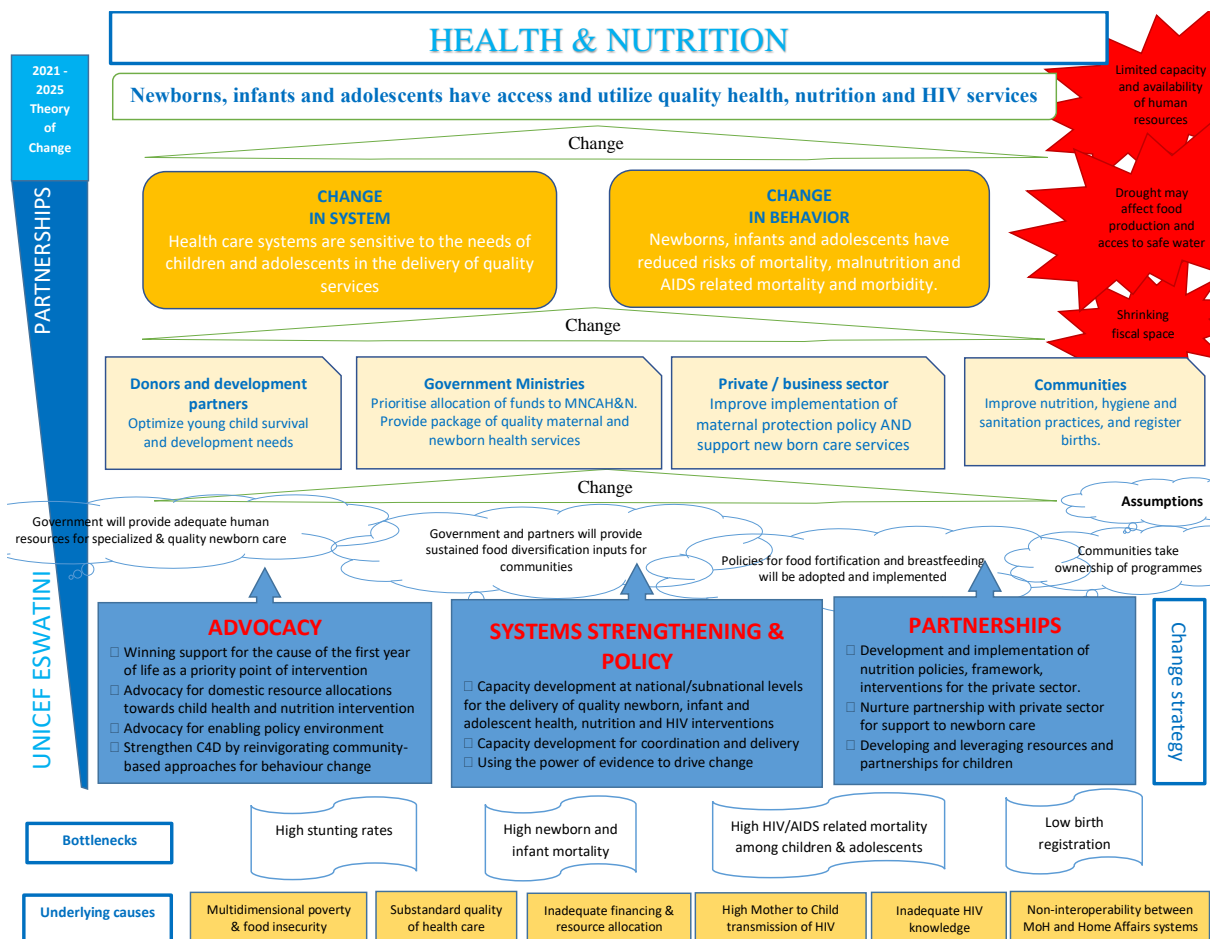 HEALTH & NUTRITION
2021 -
2025
Theory
of
Change
Newborns, infants and adolescents have access and utilize quality health, nutrition and HIV services
Limited capacity
and availability
of human
resources
Change
PARTNERSHIPS
CHANGE
IN SYSTEM
Health care systems are sensitive to the needs of
children and adolescents in the delivery of quality
services
CHANGE
IN BEHAVIOR
Newborns, infants and adolescents have
reduced risks of mortality, malnutrition and
AIDS related mortality and morbidity.
Drought may
affect food
production and
acces to safe water
Change
Shrinking
fiscal space
Donors and development
partners
Optimize young child survival
and development needs
Government Ministries
Prioritise allocation of funds to MNCAH&N.
Provide package of quality maternal and
newborn health services
Private / business sector
Improve implementation of
maternal protection policy AND
support new born care services
Communities
Improve nutrition, hygiene and
sanitation practices, and register
births.
Change
Assumptions
Government will provide adequate human
resources for specialized & quality newborn care
Government and partners will provide
sustained food diversification inputs for
communities
Policies for food fortification and breastfeeding
will be adopted and implemented
Communities take
ownership of programmes
UNICEF ESWATINI
ADVOCACY
□ Winning support for the cause of the first year
of life as a priority point of intervention
□ Advocacy for domestic resource allocations
towards child health and nutrition intervention
□ Advocacy for enabling policy environment
□ Strengthen C4D by reinvigorating community-
based approaches for behaviour change
SYSTEMS STRENGTHENING &
POLICY
□ Capacity development at national/subnational levels
for the delivery of quality newborn, infant and
adolescent health, nutrition and HIV interventions
□ Capacity development for coordination and delivery
□ Using the power of evidence to drive change
PARTNERSHIPS
□ Development and implementation of
nutrition policies, framework,
interventions for the private sector.
□ Nurture partnership with private sector
for support to newborn care
□ Developing and leveraging resources and
partnerships for children
Change strategy
Bottlenecks
High stunting rates
High newborn and
infant mortality
High HIV/AIDS related mortality
among children & adolescents
Low birth
registration
Underlying causes
Multidimensional poverty
& food insecurity
Substandard quality
of health care
Inadequate financing &
resource allocation
High Mother to Child
transmission of HIV
Inadequate HIV
knowledge
Non-interoperability between
MoH and Home Affairs systems